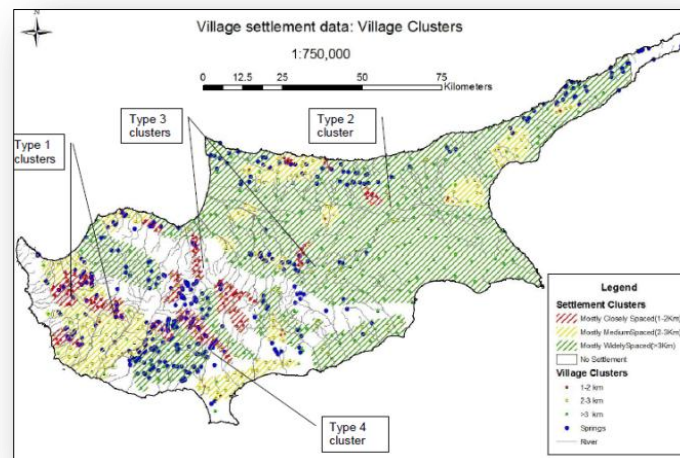 N
Village settlement data: Village Clusters
1:750,000
0 12.5 25 50 75
Kilometers
Type 3
clusters
Type 2
cluster
Type 1
clusters
Legend
Settlement Clusters
Mostly Closely Spaced(1-2Km)
Mostly MediumSpaced(2-3Km)
Mostly WidelySpaced(>3Km)
No Settlement
Village Clusters
1-2 km
2-3 km
>3 km
Springs
River
Type 4
cluster